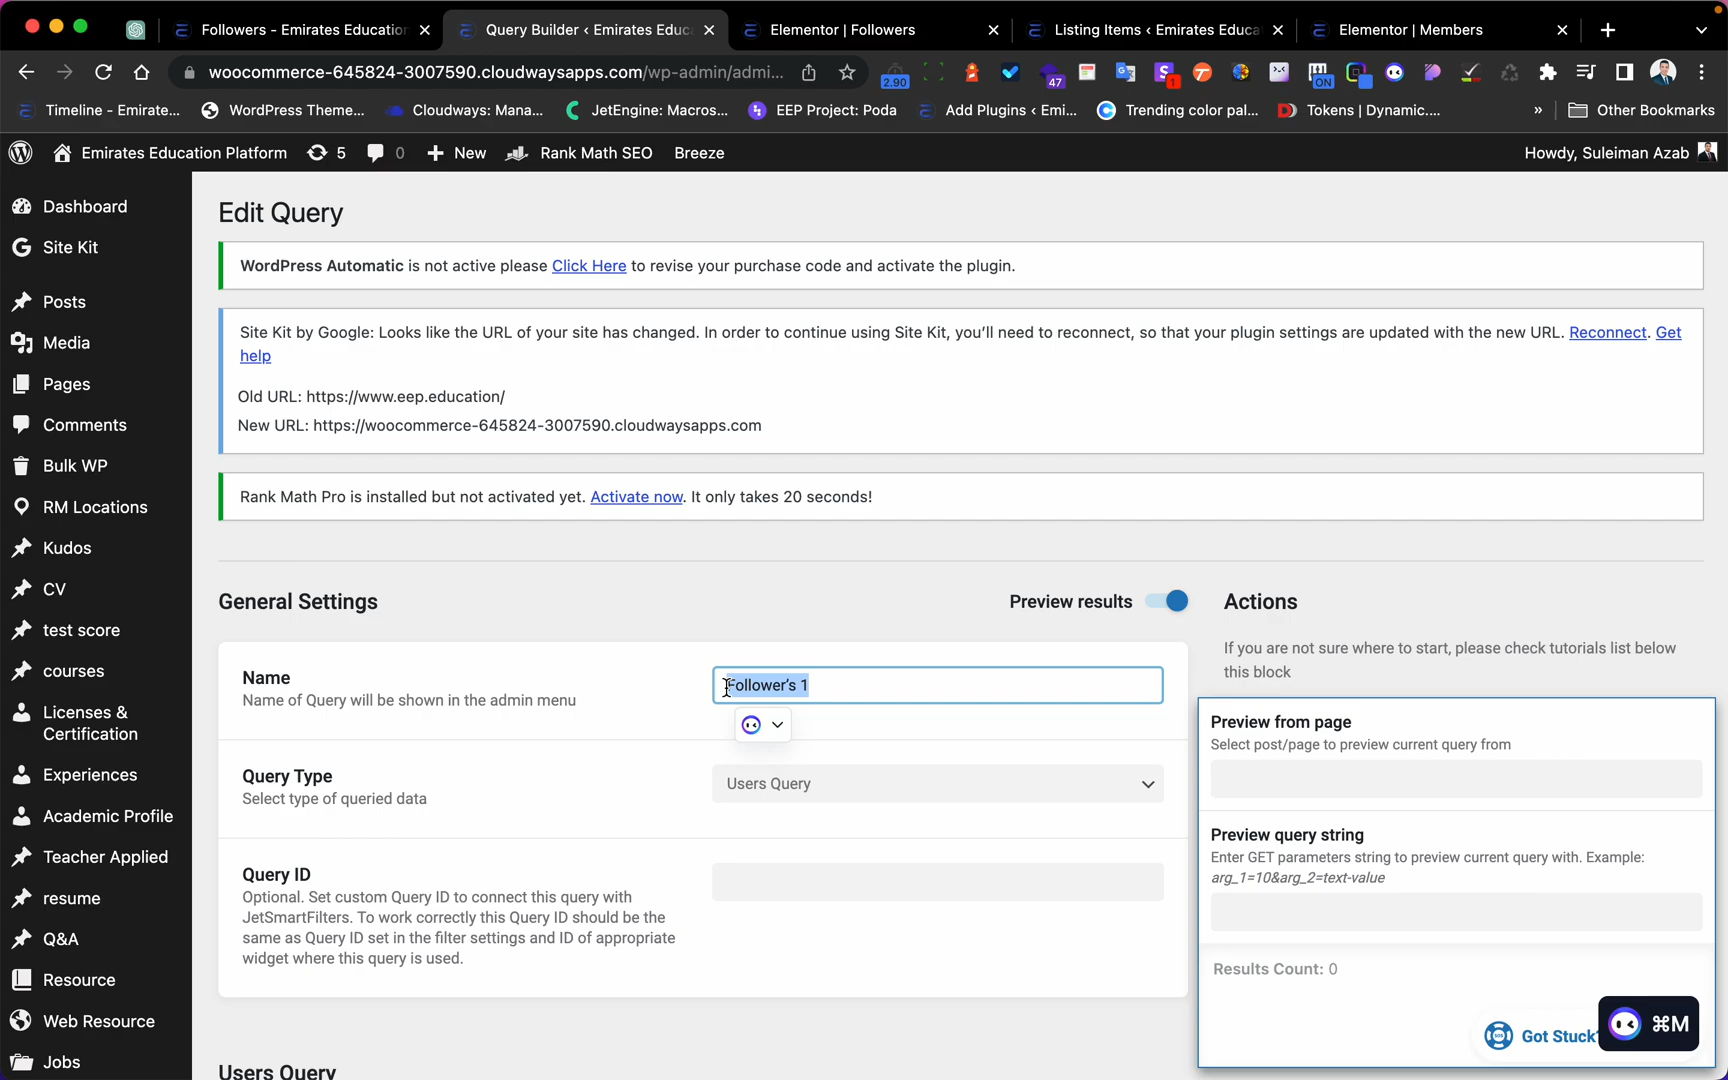 Followers - Emirates Education
Query Builder ‹ Emirates Educa
Elementor | Followers
Listing Items ‹ Emirates Educa
Elementor | Members
woocommerce-645824-3007590.cloudwaysapps.com/wp-admin/admi...
2.90
47
1
ON
Timeline - Emirate...
WordPress Theme...
Cloudways: Mana...
JetEngine: Macros...
EEP Project: Poda
Add Plugins ‹ Emi...
Trending color pal...
Tokens | Dynamic....
»
Other Bookmarks
Emirates Education Platform
5
0
New
Rank Math SEO
Breeze
Howdy, Suleiman Azab
Dashboard
Site Kit
Posts
Media
Pages
Comments
Bulk WP
RM Locations
Kudos
CV
test score
courses
Licenses &
Certification
Experiences
Academic Profile
Teacher Applied
resume
Q&A
Resource
Web Resource
Jobs
Edit Query
WordPress Automatic is not active please Click Here to revise your purchase code and activate the plugin.
Site Kit by Google: Looks like the URL of your site has changed. In order to continue using Site Kit, you’ll need to reconnect, so that your plugin settings are updated with the new URL. Reconnect. Get
help
Old URL: https://www.eep.education/
New URL: https://woocommerce-645824-3007590.cloudwaysapps.com
Rank Math Pro is installed but not activated yet. Activate now. It only takes 20 seconds!
General Settings
Preview results
Name
Name of Query will be shown in the admin menu
Follower’s 1
Query Type
Select type of queried data
Users Query
Query ID
Optional. Set custom Query ID to connect this query with
JetSmartFilters. To work correctly this Query ID should be the
same as Query ID set in the filter settings and ID of appropriate
widget where this query is used.
Users Query
Actions
If you are not sure where to start, please check tutorials list below
this block
Preview from page
Select post/page to preview current query from
Preview query string
Enter GET parameters string to preview current query with. Example:
arg_1=10&arg_2=text-value
Results Count: 0
Got Stuck?
⌘M